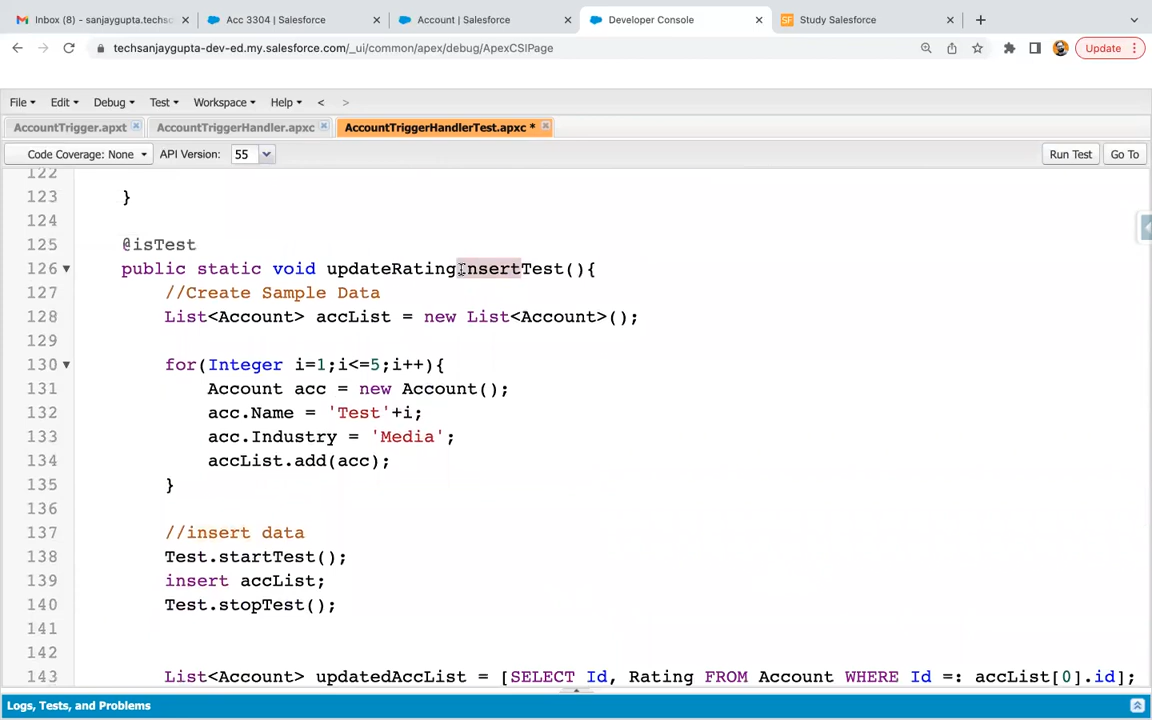 Inbox (9) - sanjaygupta.techsc
Acc 3304 | Salesforce
Account | Salesforce
Developer Console
Study Salesforce
techsanjaygupta-dev-ed.my.salesforce.com/_ui/common/apex/debug/ApexCSIPage
Update
File Edit Debug Test Workspace Help < >
AccountTrigger.apxt
AccountTriggerHandler.apxc
AccountTriggerHandlerTest.apxc *
Code Coverage: None API Version: 55 Run Test Go To
122
123 }
124
125 @isTest
126 public static void updateRatinginsertTest(){
127 //Create Sample Data
128 List<Account> accList = new List<Account>();
129
130 for(Integer i=1;i<=5;i++){
131 Account acc = new Account();
132 acc.Name = 'Test'+i;
133 acc.Industry = 'Media';
134 accList.add(acc);
135 }
136
137 //insert data
138 Test.startTest();
139 insert accList;
140 Test.stopTest();
141
142
143 List<Account> updatedAccList = [SELECT Id, Rating FROM Account WHERE Id =: accList[0].id];
Logs, Tests, and Problems